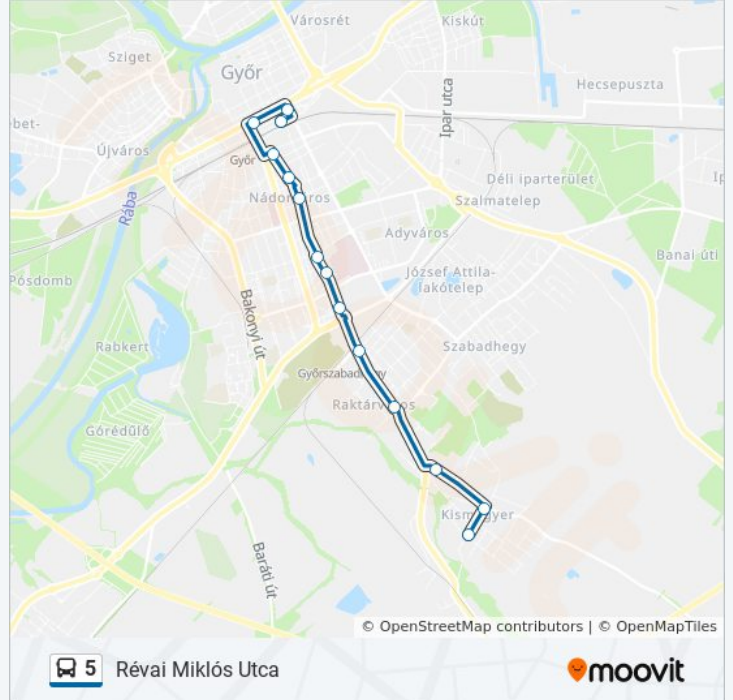 Városrét
Kiskút
Sziget
Győr
Hecsepuszta
Ipar utca
ebet-
Újváros
Győr
Déli iparterület
Ip
Nádorváros
Szalmatelep
Rába
Adyváros
Banai úti
Pósdomb
József Attila-
lakótelep
Bakonyi út
Rabkert
Szabadhegy
Győrszabadhegy
Raktárváros
Górédűlő
Kismegyer
Baráti út
© OpenStreetMap contributors | © OpenMapTiles
5 Révai Miklós Utca
moovit